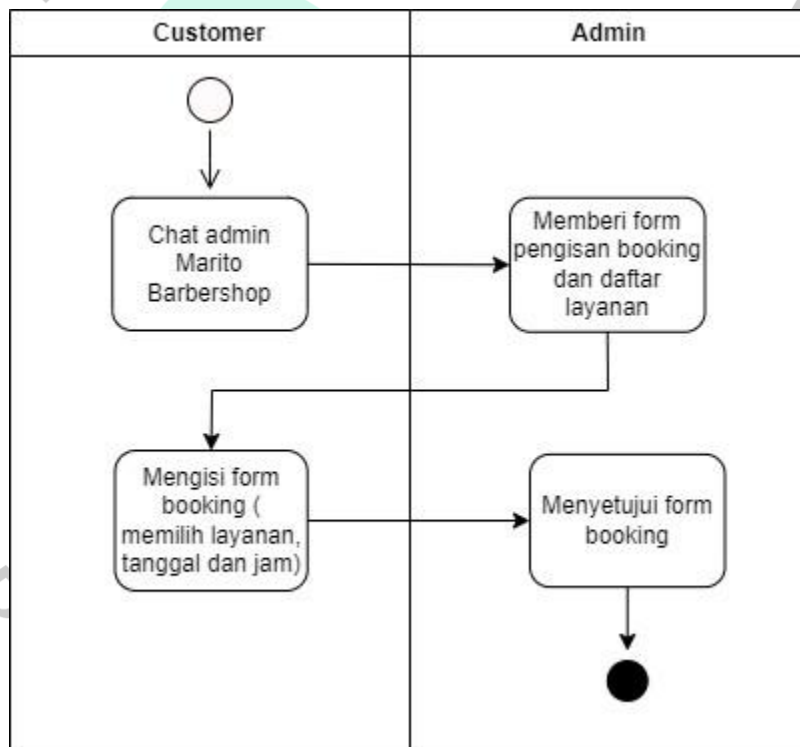 Customer
Admin
Chat admin
Marito
Barbershop
Memberi form
pengisan booking
dan daftar
layanan
Mengisi form
booking (
memilih layanan,
tanggal dan jam)
Menyetujui form
booking